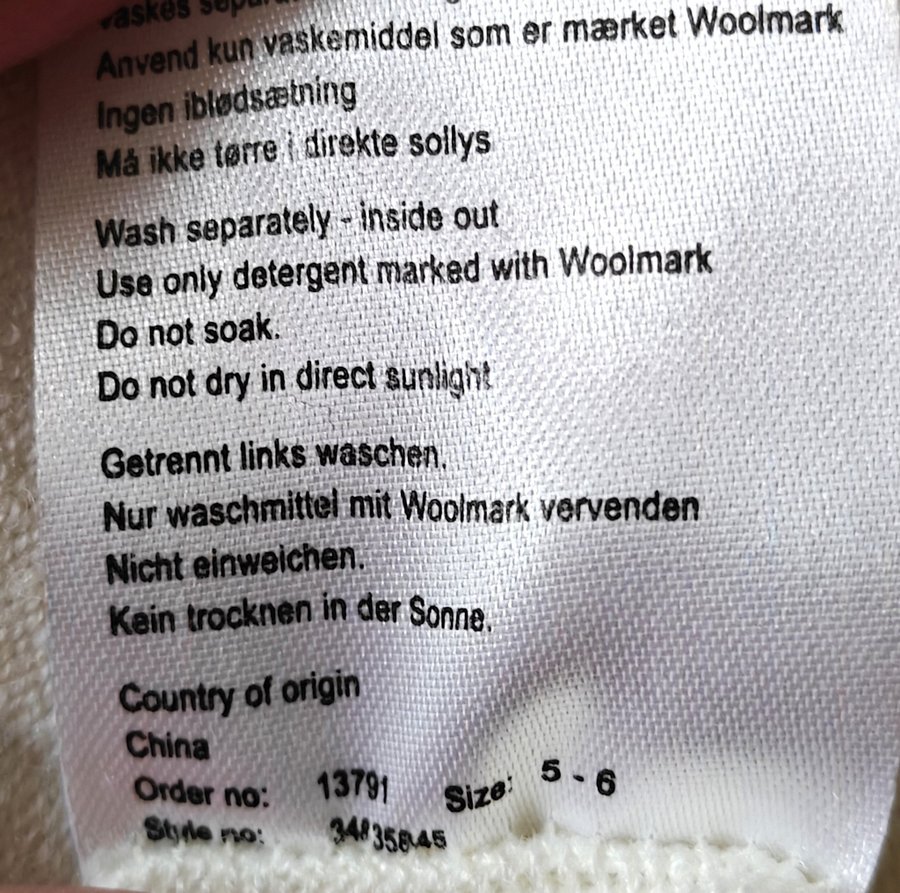 vaskes
Anvend kun vaskemiddel som er mærket Woolmark
Ingen iblødsætning
Må ikke tørre i direkte sollys
Wash separately - inside out
Use only detergent marked with Woolmark
Do not soak.
Do not dry in direct sunlight
Getrennt links waschen.
Nur waschmittel mit Woolmark vervenden
Nicht einweichen.
Kein trocknen in der Sonne.
Country of origin
China
Order no: 13791 Size: 5 - 6
Style no: